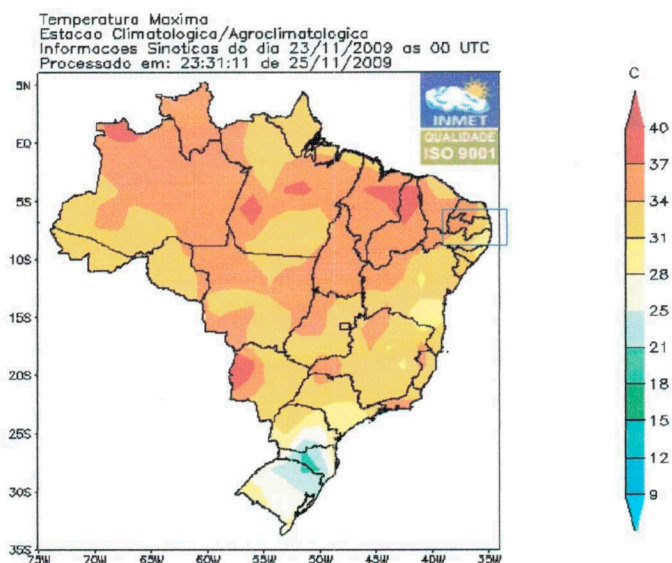 Temperatura Maxima
Estacao Climatologica/Agroclimatologica
Informacoes Sinoticas do dia 23/11/2009 as 00 UTC
Processado em: 23:31:11 de 25/11/2009
INMET
QUALIDADE
ISO 9001
C
40
37
34
31
28
25
21
18
15
12
9
5N
EQ
5S
10S
15S
20S
25S
30S
35S
75W 70W 65W 60W 55W 50W 45W 40W 35W